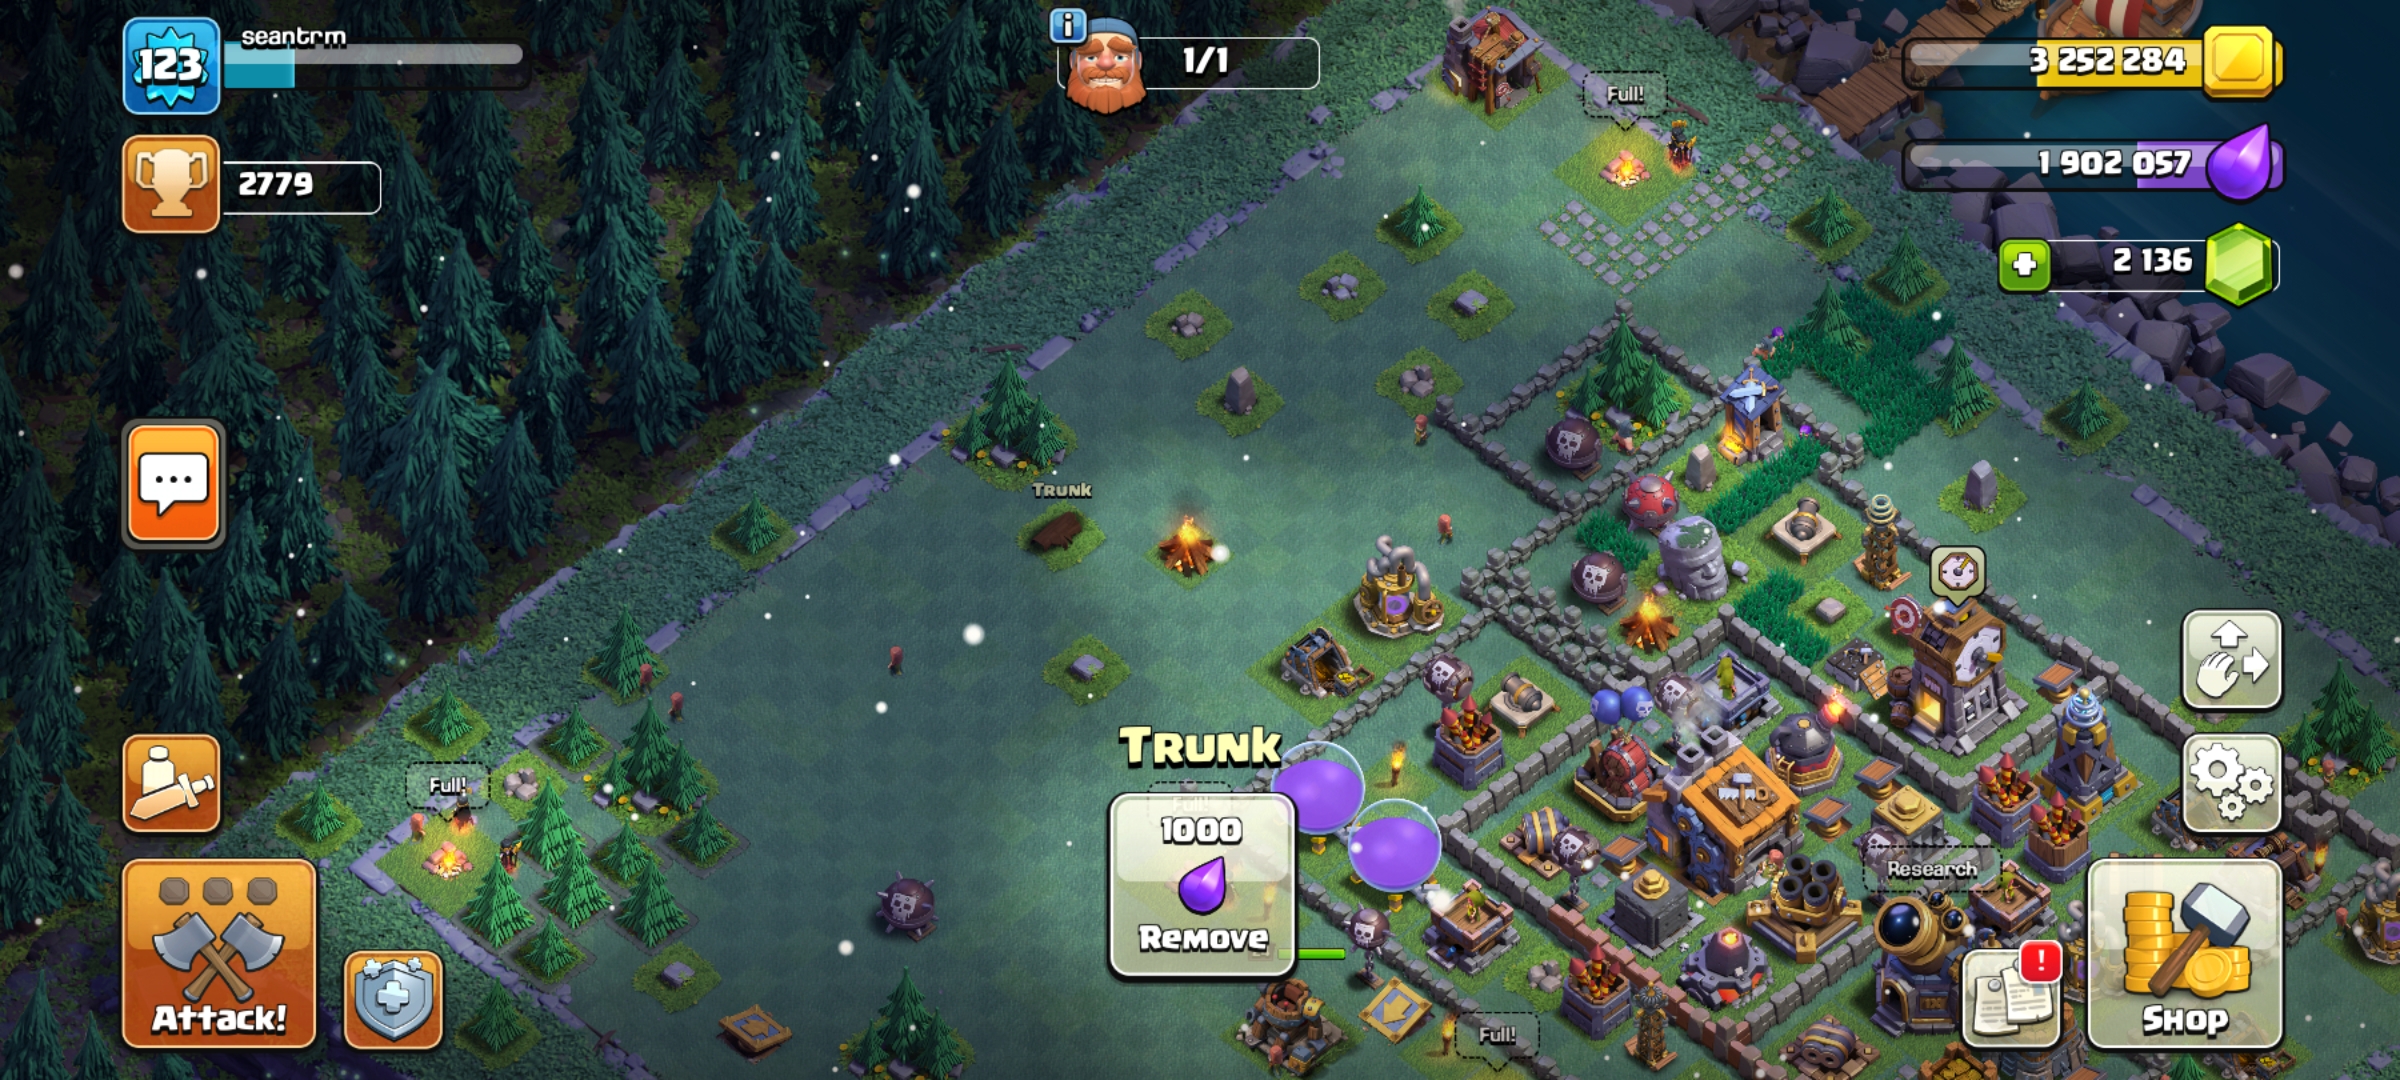 123
seantrm
1/1
3 252 284
Full!
2779
1 902 057
2 136
Trunk
Trunk
Full!
Full!
1000
Remove
Research
Attack!
Full!
!
Shop